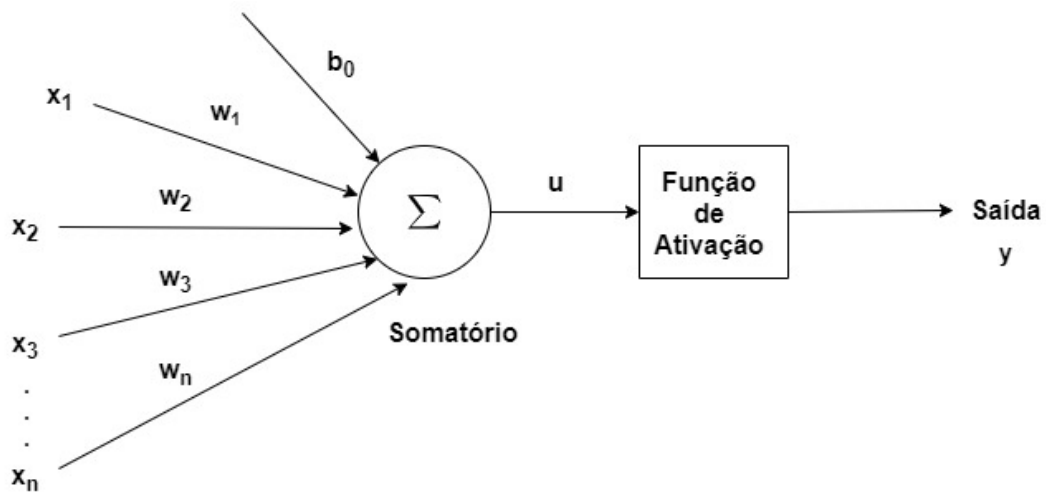 b₀
x₁
w₁
w₂
x₂
w₃
x₃
wₙ
.
.
.
xₙ
Σ
Somatório
u
Função
de
Ativação
Saída
y